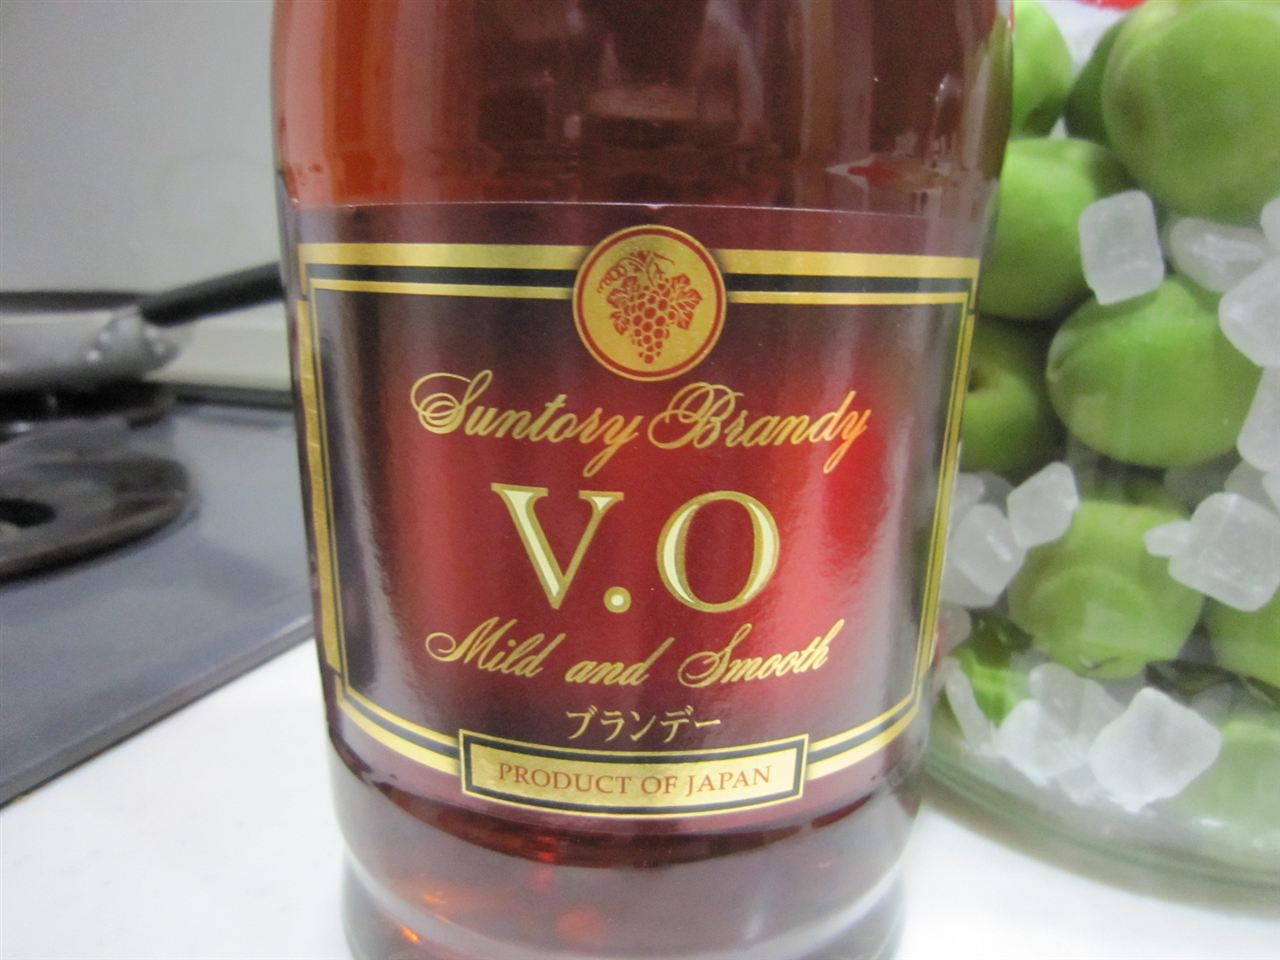 Suntory Brandy
V.O
Mild and Smooth
ブランデー
PRODUCT OF JAPAN